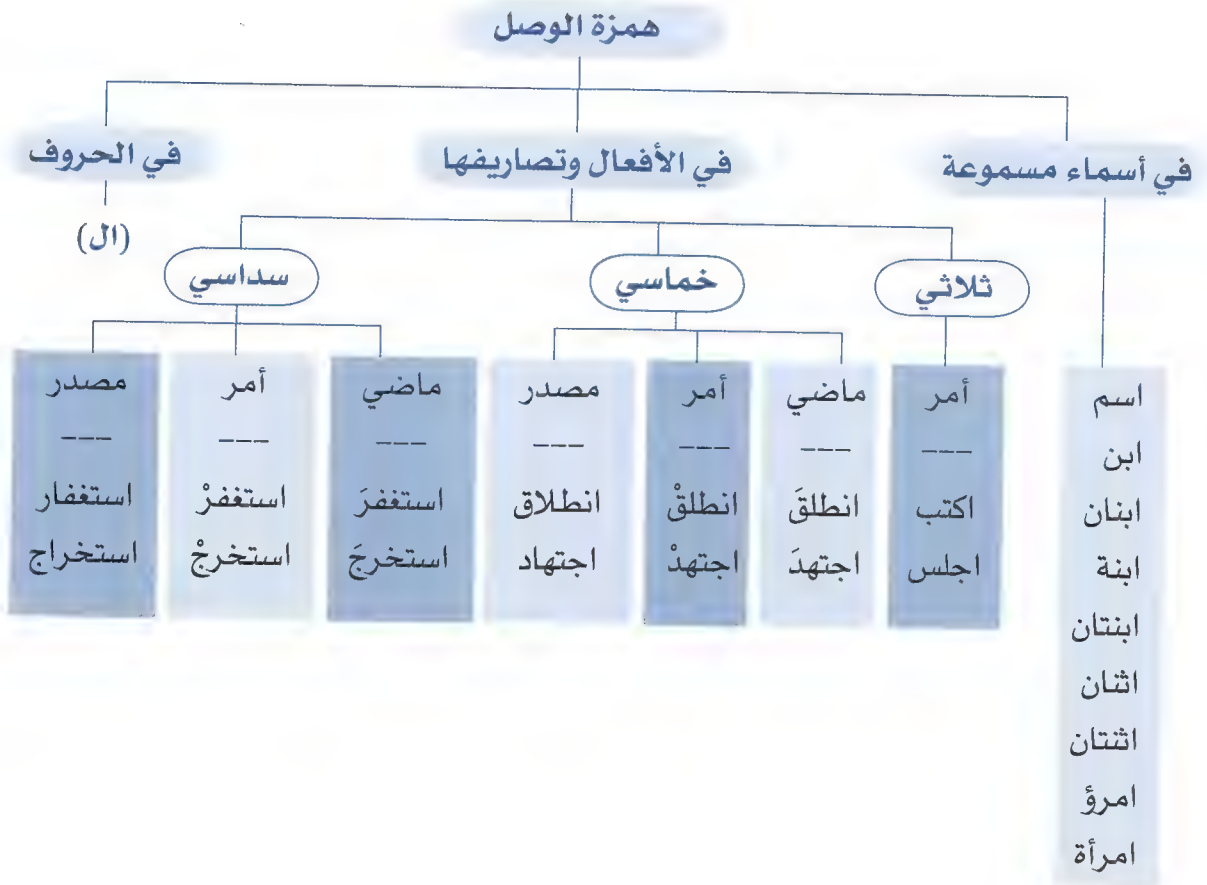 همزة الوصل
في أسماء مسموعة
في الأفعال وتصاريفها
في الحروف
(ال)
ثلاثي
خماسي
سداسي
اسم
ابن
ابنان
ابنة
ابنتان
اثنان
اثنتان
امرؤ
امرأة
أمر
---
اكتب
اجلس
ماضي
---
انطلقَ
اجتهدَ
أمر
---
انطلقْ
اجتهدْ
مصدر
---
انطلاق
اجتهاد
ماضي
---
استغفرَ
استخرجَ
أمر
---
استغفرْ
استخرجْ
مصدر
---
استغفار
استخراج